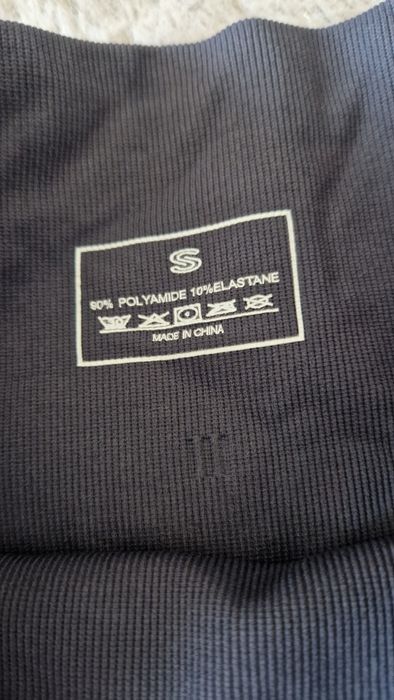 S
90% POLYAMIDE 10%ELASTANE
MADE IN CHINA